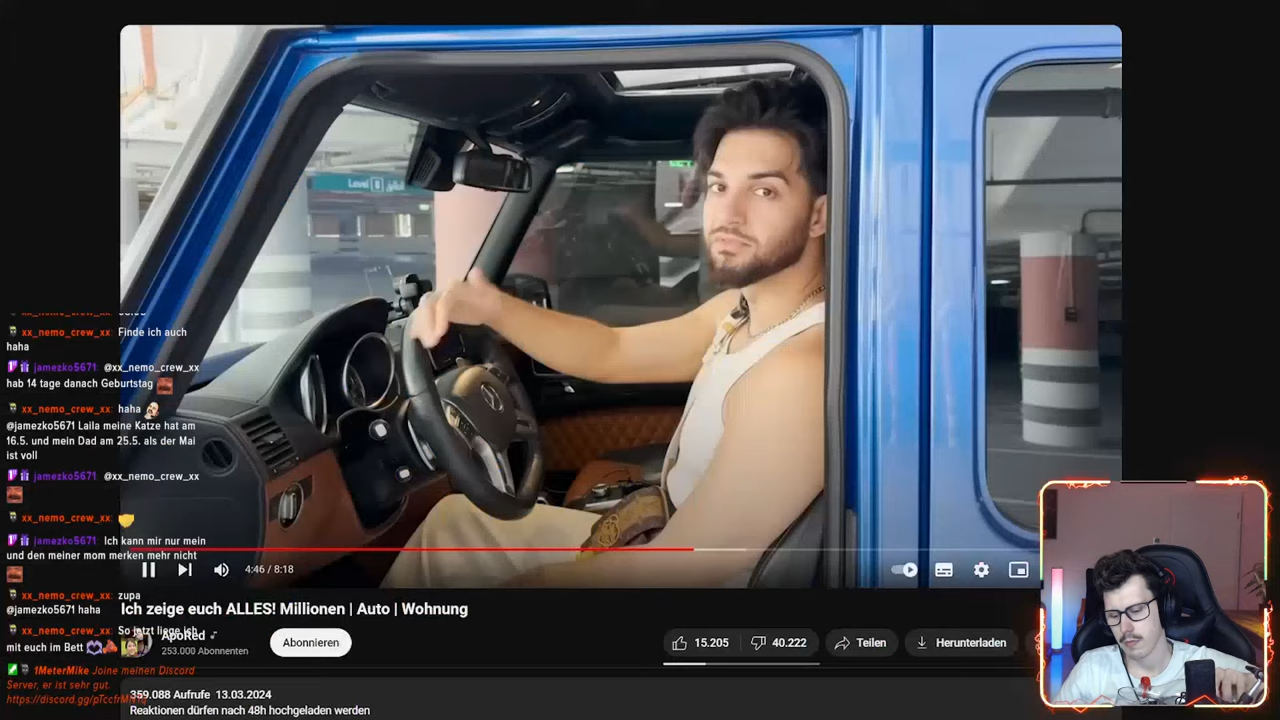 Level B
xx_nemo_crew_xx: Finde ich auch
haha
jamezko5671 @xx_nemo_crew_xx
hab 14 tage danach Geburtstag
xx_nemo_crew_xx: haha
@jamezko5671 Laila meine Katze hat am
16.5. und mein Dad am 25.5. als der Mai
ist voll
jamezko5671 @xx_nemo_crew_xx
xx_nemo_crew_xx:
jamezko5671: Ich kann mir nur mein
und den meiner mom merken mehr nicht
xx_nemo_crew_xx: zupa
@jamezko5671 haha
xx_nemo_crew_xx: So jetzt liege ich
mit euch im Bett
1MeterMike Joine meinen Discord
Server, er ist sehr gut.
4:46 / 8:18
Ich zeige euch ALLES! Millionen | Auto | Wohnung
ApoRed
253.000 Abonnenten
Abonnieren
15.205
40.222
Teilen
Herunterladen
359.088 Aufrufe 13.03.2024
Reaktionen dürfen nach 48h hochgeladen werden